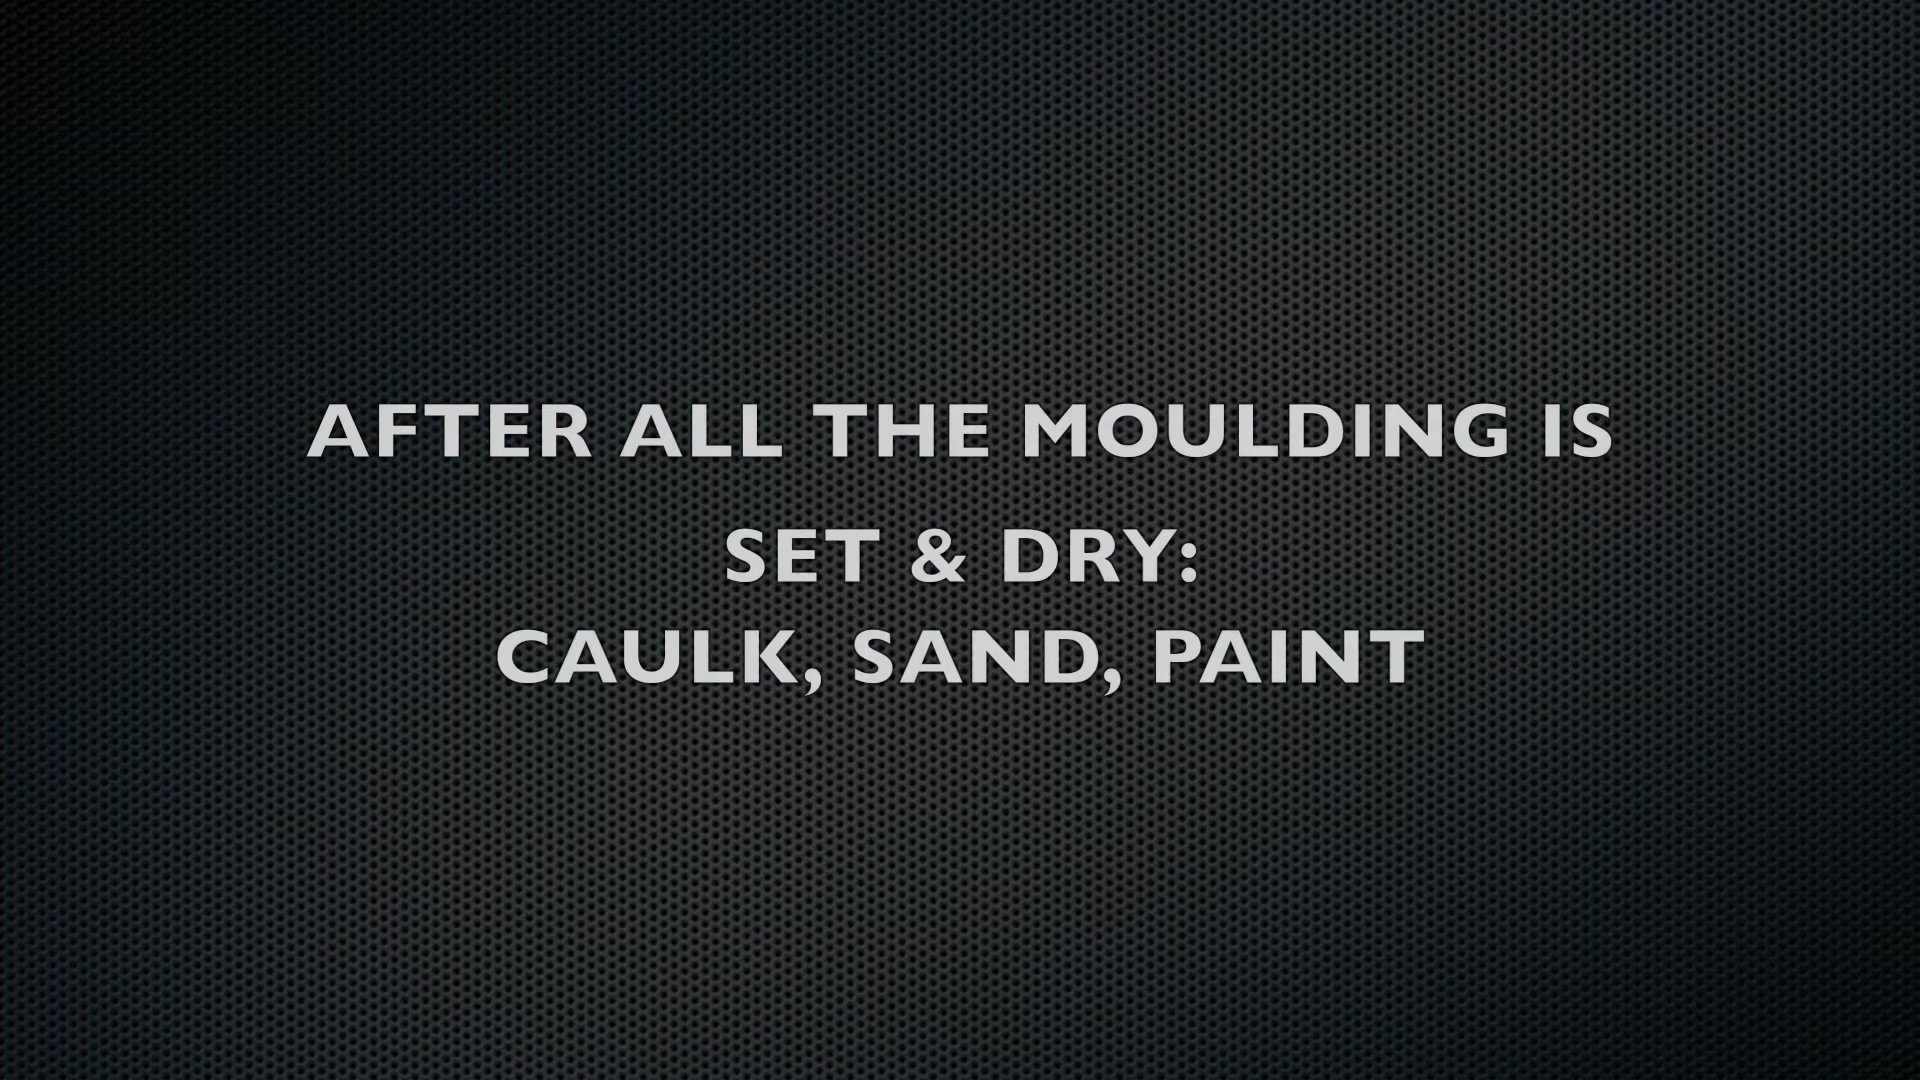 AFTER ALL THE MOULDING IS
SET & DRY:
CAULK, SAND, PAINT